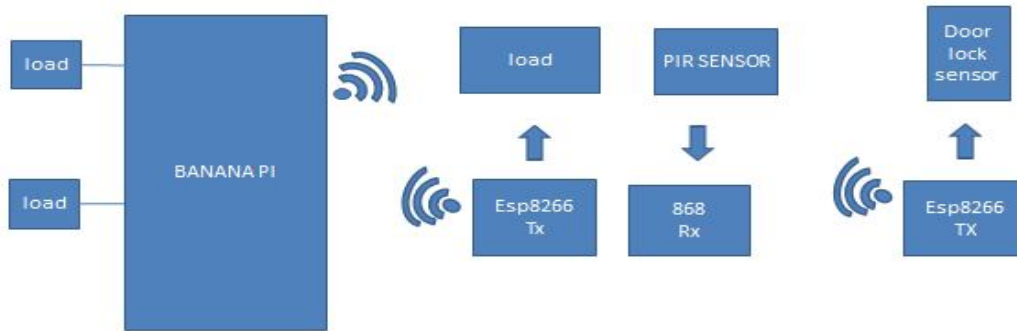 load
load
BANANA PI
load
Esp8266
Tx
PIR SENSOR
868
Rx
Door
lock
sensor
Esp8266
TX